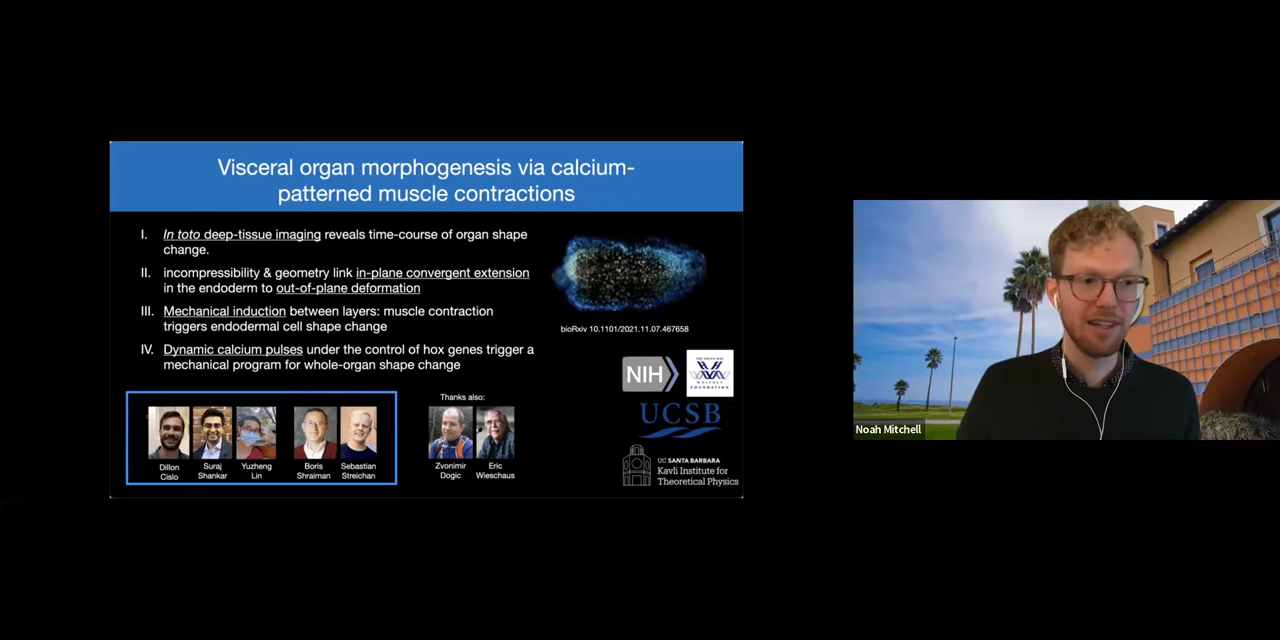 Visceral organ morphogenesis via calcium-
patterned muscle contractions
I. In toto deep-tissue imaging reveals time-course of organ shape
change.
II. incompressibility & geometry link in-plane convergent extension
in the endoderm to out-of-plane deformation
III. Mechanical induction between layers: muscle contraction
triggers endodermal cell shape change
IV. Dynamic calcium pulses under the control of hox genes trigger a
mechanical program for whole-organ shape change
bioRxiv 10.1101/2021.11.07.467658
NIH
WHITNEY
FOUNDATION
UCSB
UC SANTA BARBARA
Kavli Institute for
Theoretical Physics
Thanks also:
Dillon
Cislo
Suraj
Shankar
Yuzheng
Lin
Boris
Shraiman
Sebastian
Streichan
Zvonimir
Dogic
Eric
Wieschaus
Noah Mitchell